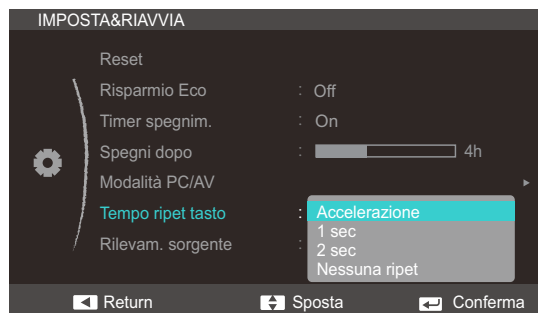 IMPOSTA&RIAVVIA
Reset
Risparmio Eco : Off
Timer spegnim. : On
Spegni dopo : 4h
Modalità PC/AV
Tempo ripet tasto : Accelerazione
1 sec
Rilevam. sorgente :
2 sec
Nessuna ripet
Return Sposta Conferma